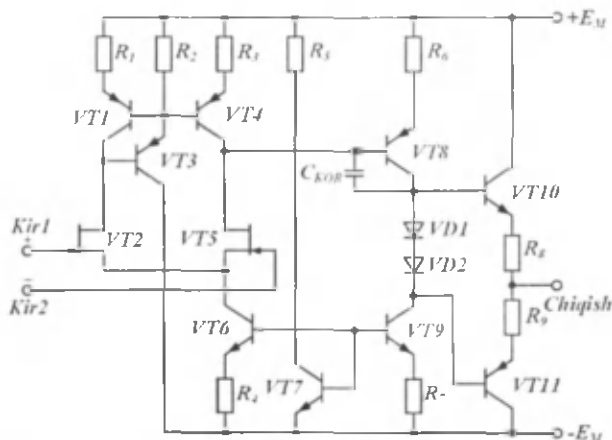 +E_M
R₁
R₂
R₃
R₅
R₆
VT1
VT4
VT3
VT8
C_KOR
VT10
Kir1
+
VT2
VT5
VD1
VD2
R₈
−
Kir2
Chiqish
R₉
VT6
VT9
R₄
VT7
VT11
-E_M